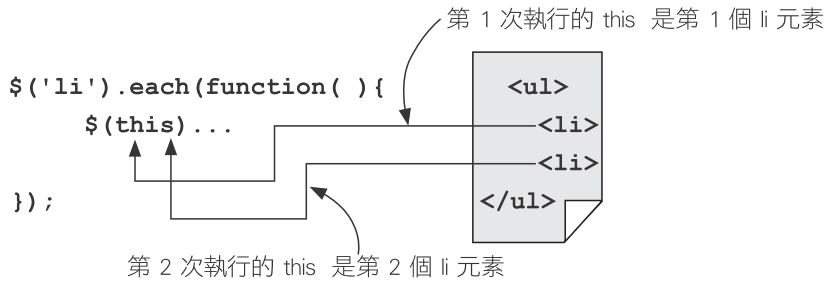 第 1 次執行的 this 是第 1 個 li 元素
$('li').each(function( ){
$(this)...
});
<ul>
<li>
<li>
</ul>
第 2 次執行的 this 是第 2 個 li 元素